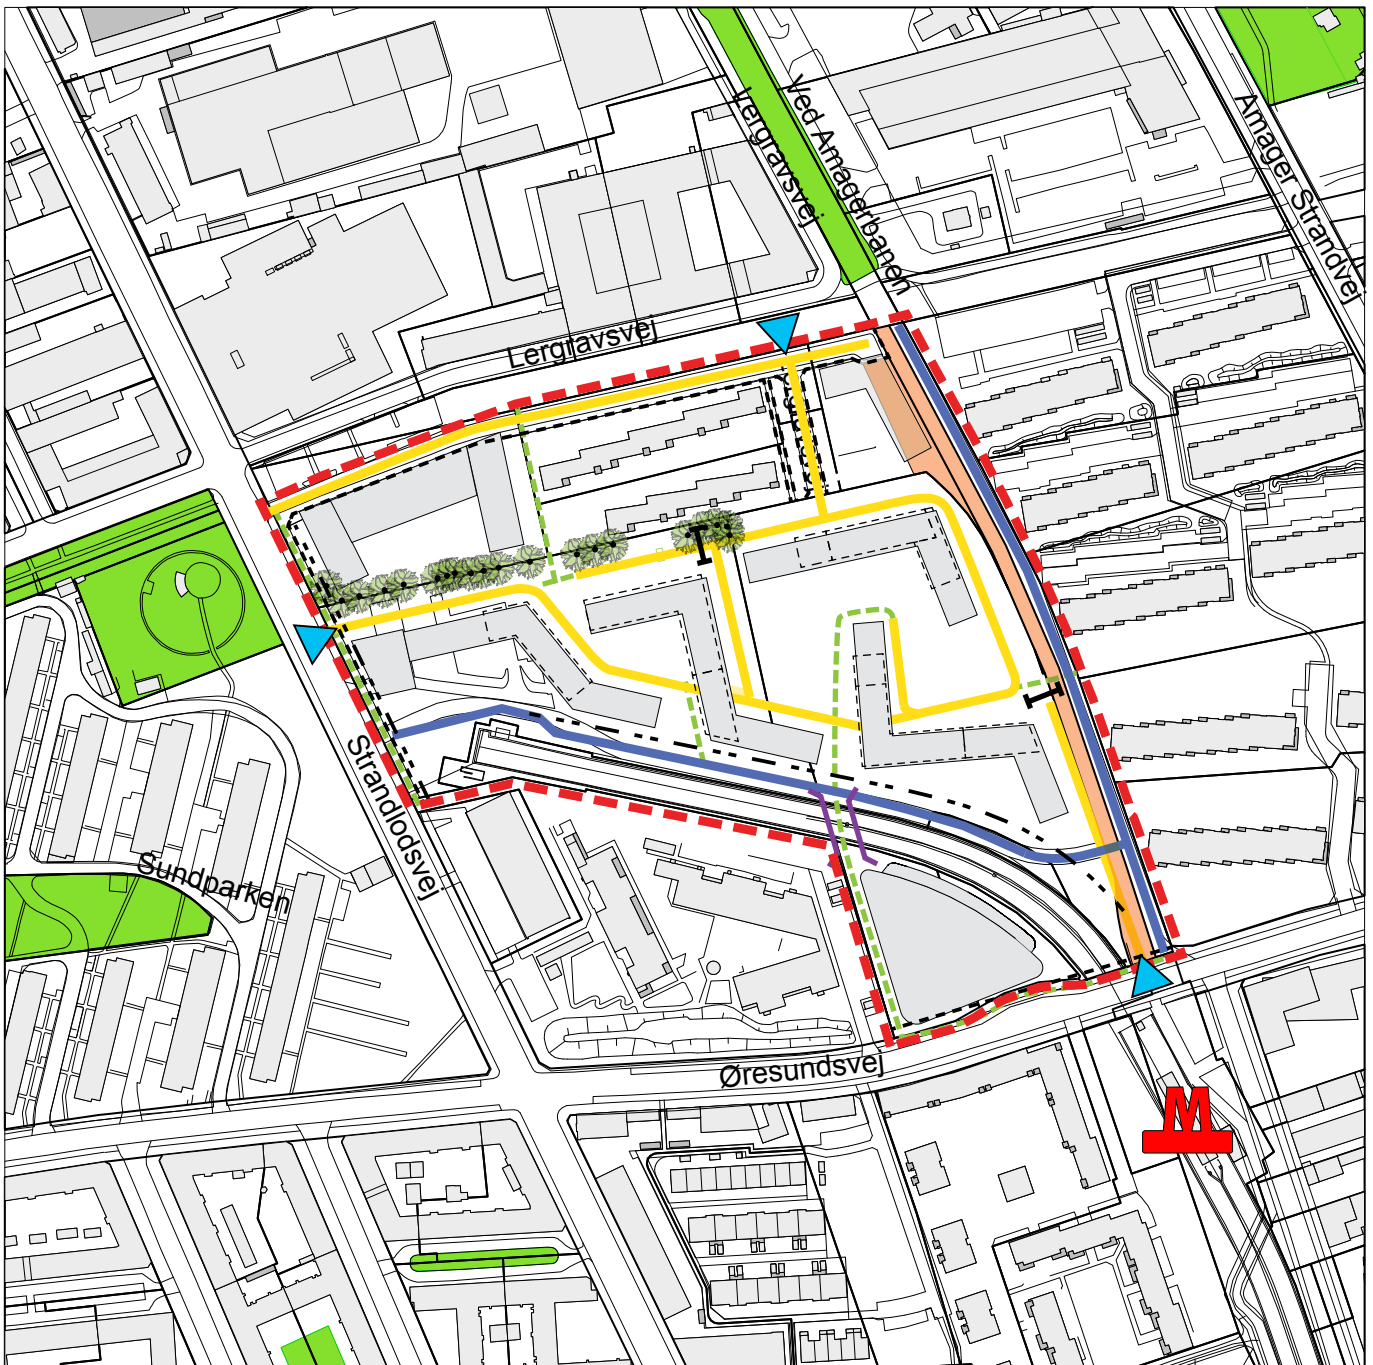 Ved Amagerbanen
Lergravsvej
Amager Strandvej
Lergravsvej
Strandlodsvej
Sundparken
Øresundsvej
M